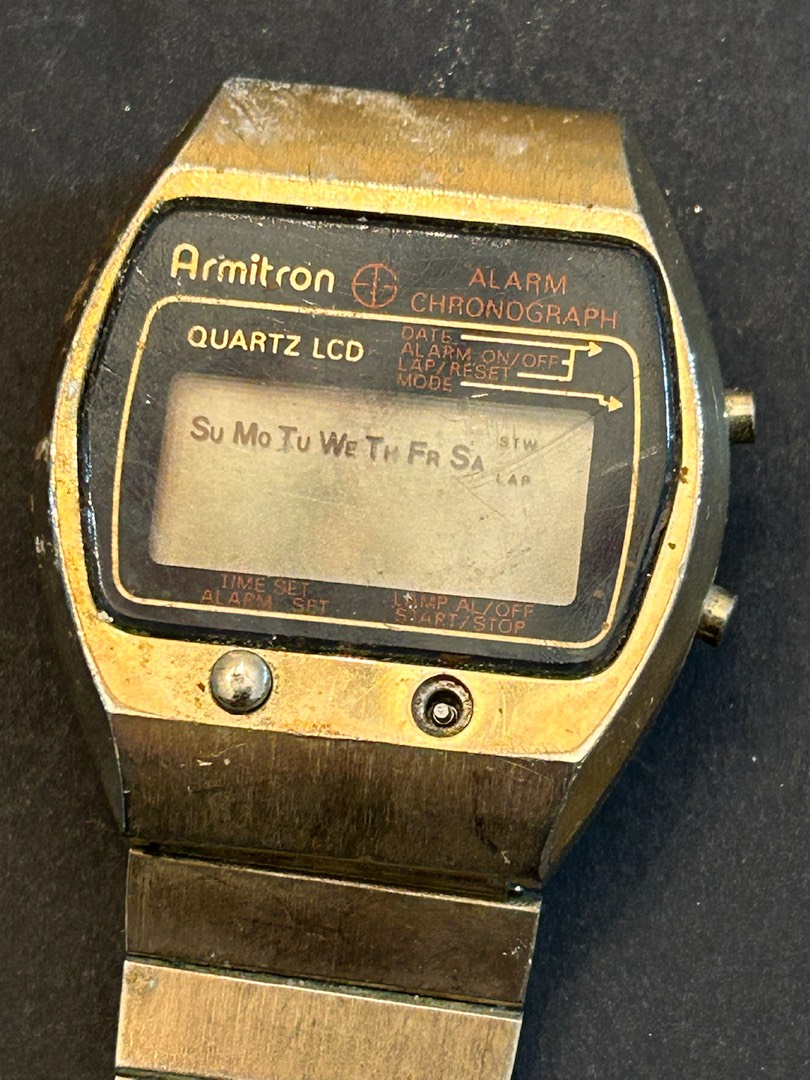 Armitron
ALARM
CHRONOGRAPH
QUARTZ LCD
DATE
ALARM ON/OFF
LAP/RESET
MODE
SU MO TU WE TH FR SA
STW
LAP
TIME SET
ALARM SET
LAMP AL/OFF
START/STOP